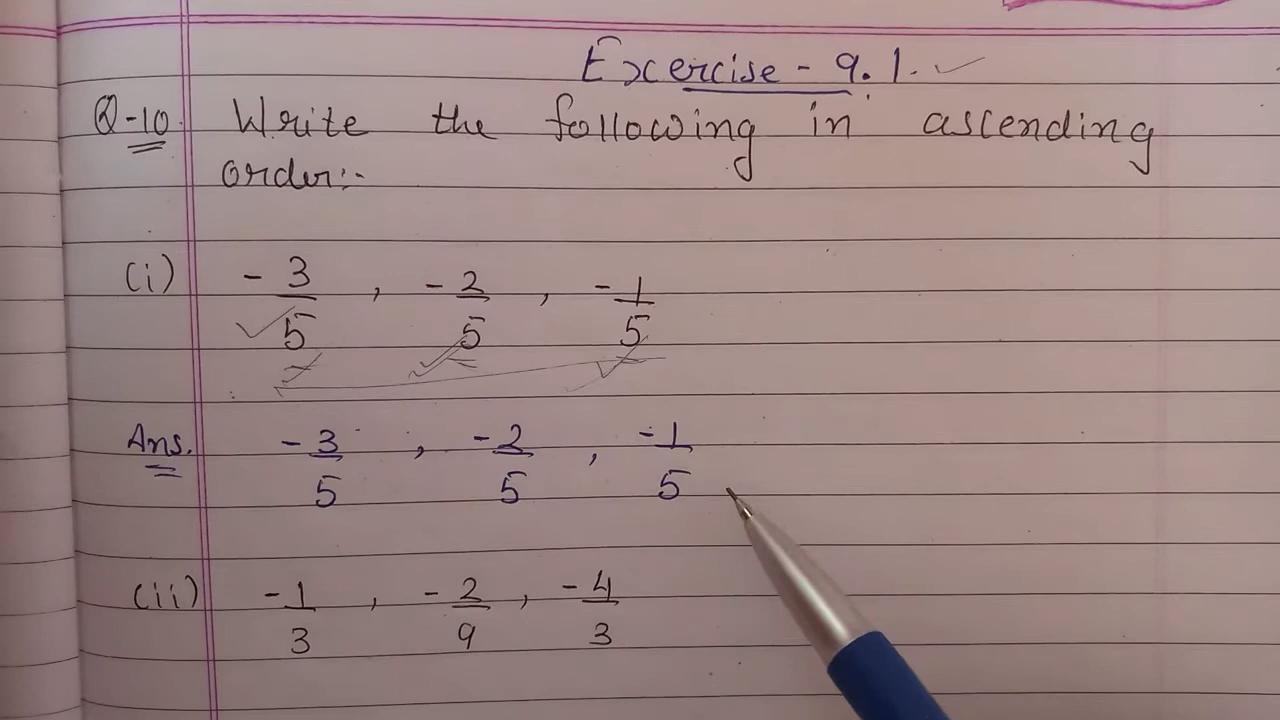 Excercise - 9.1.
Q-10 Write the following in ascending
order:-
(i) -3/5 , -2/5 , -1/5
Ans. -3/5 , -2/5 , -1/5
(ii) -1/3 , -2/9 , -4/3